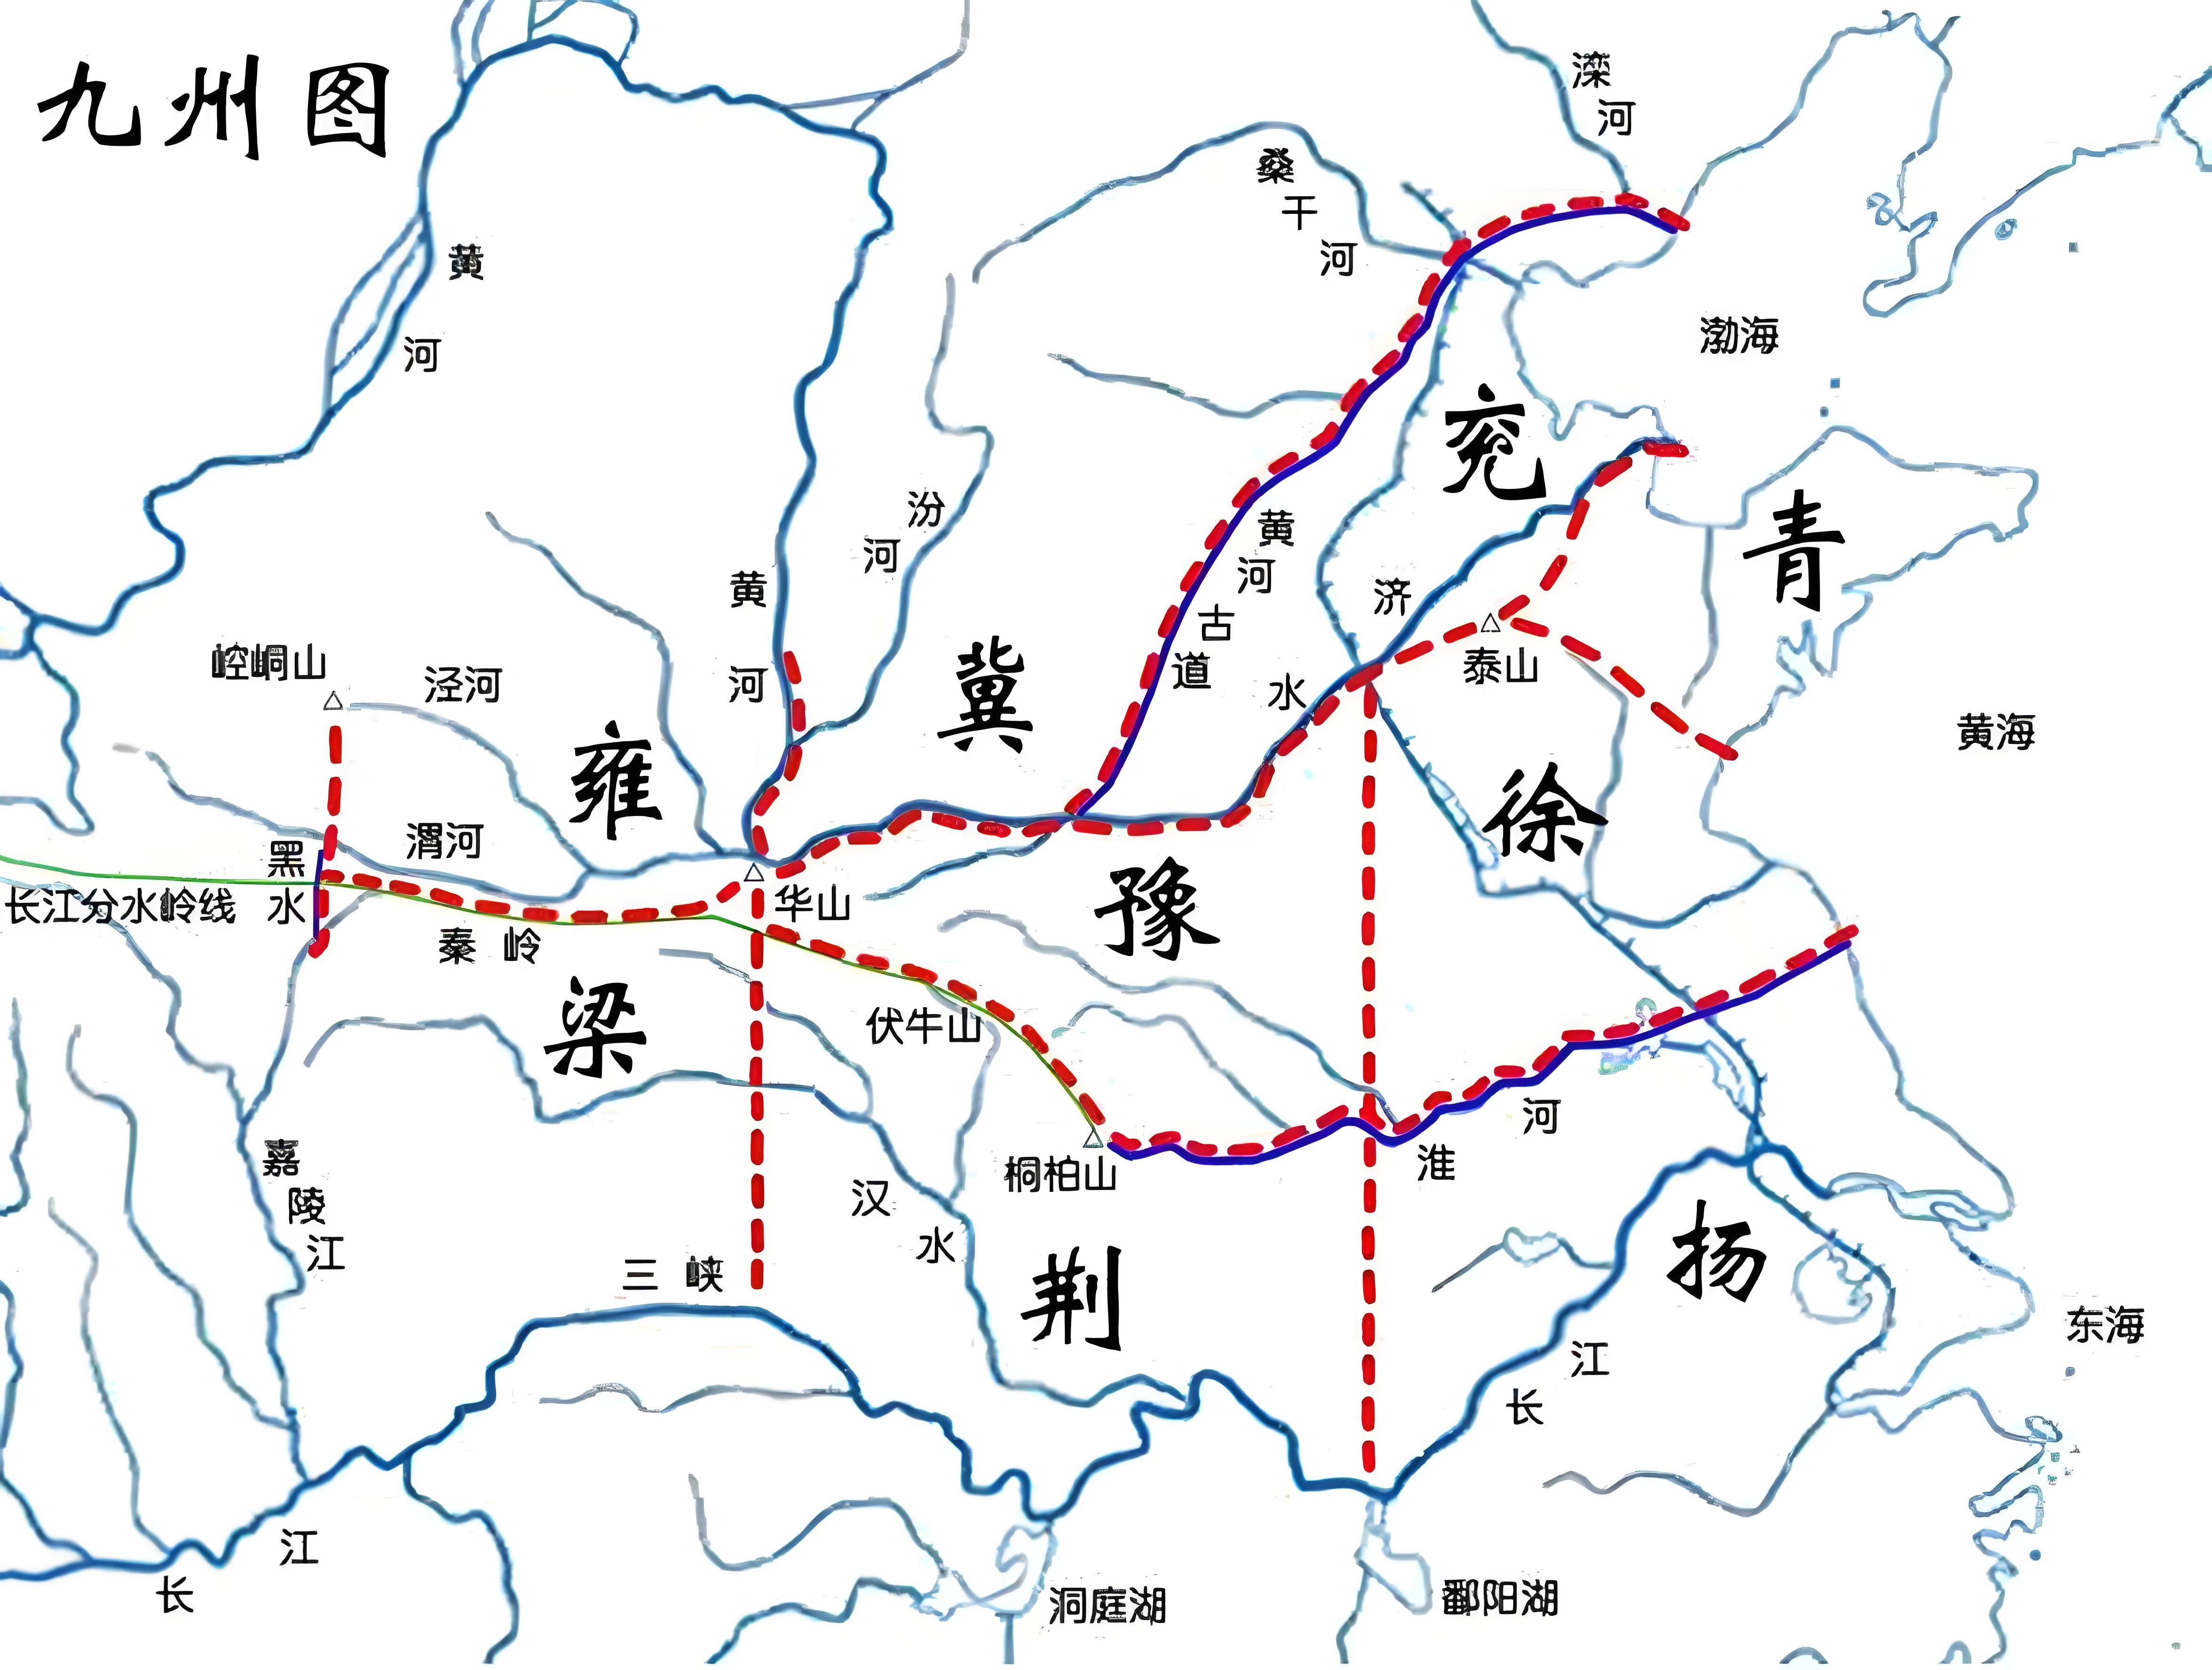 九州图
滦河
桑干河
黄河
渤海
兖
汾河
黄河古道
青
黄河
济水
崆峒山
泾河
泰山
冀
黄海
雍
徐
渭河
黑水
豫
华山
长江分水岭线
秦岭
梁
伏牛山
淮河
桐柏山
嘉陵江
汉水
三峡
荆
扬
东海
长江
长江
洞庭湖
鄱阳湖